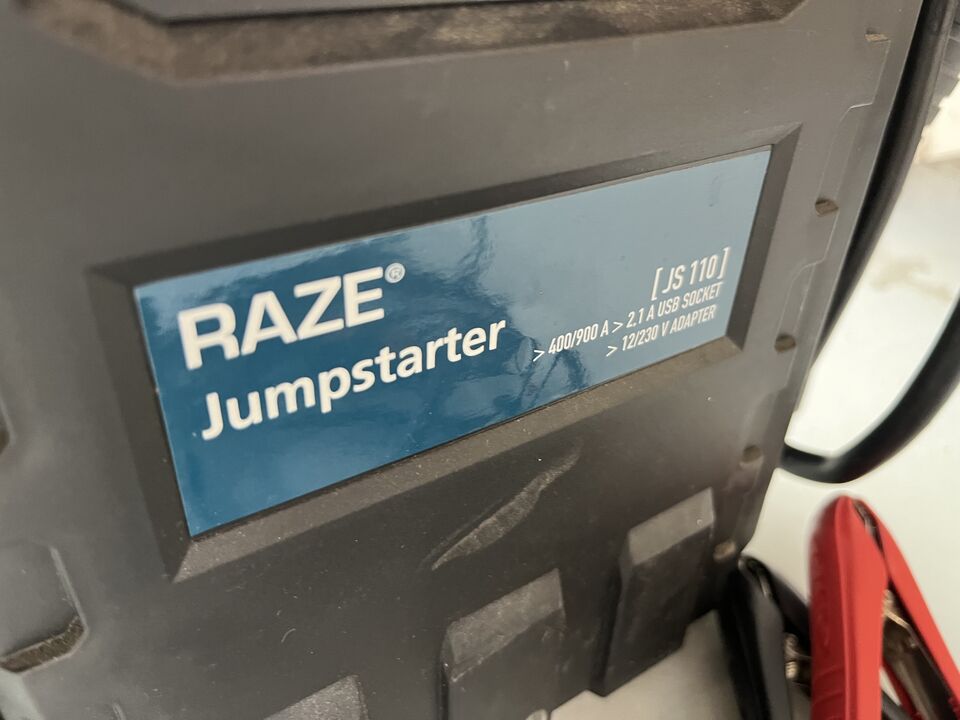 RAZE®
Jumpstarter
[ JS 110 ]
> 400/900 A > 2.1 A USB SOCKET
> 12/230 V ADAPTER